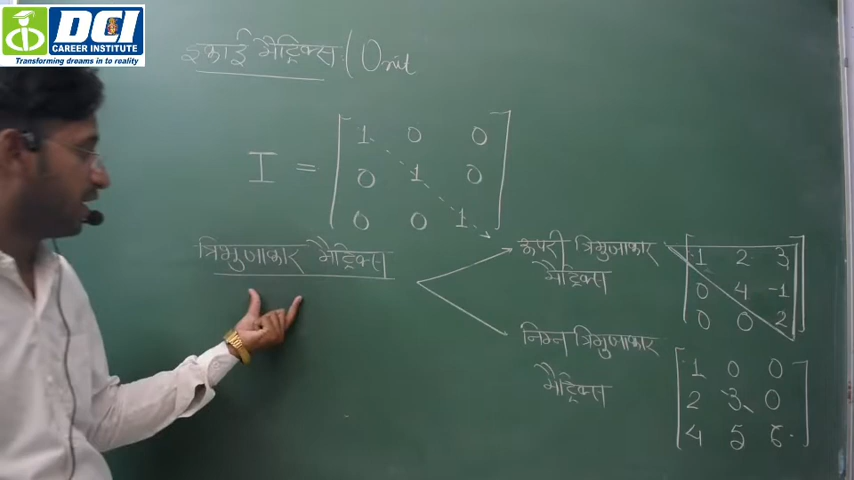 DCI
CAREER INSTITUTE
Transforming dreams in to reality
इकाई मैट्रिक्स (Unit
I = [1 0 0
0 1 0
0 0 1]
त्रिभुजाकार मैट्रिक्स
ऊपरी त्रिभुजाकार
मैट्रिक्स
[1 2 3
0 4 -1
0 0 2]
निम्न त्रिभुजाकार
मैट्रिक्स
[1 0 0
2 3 0
4 5 6]